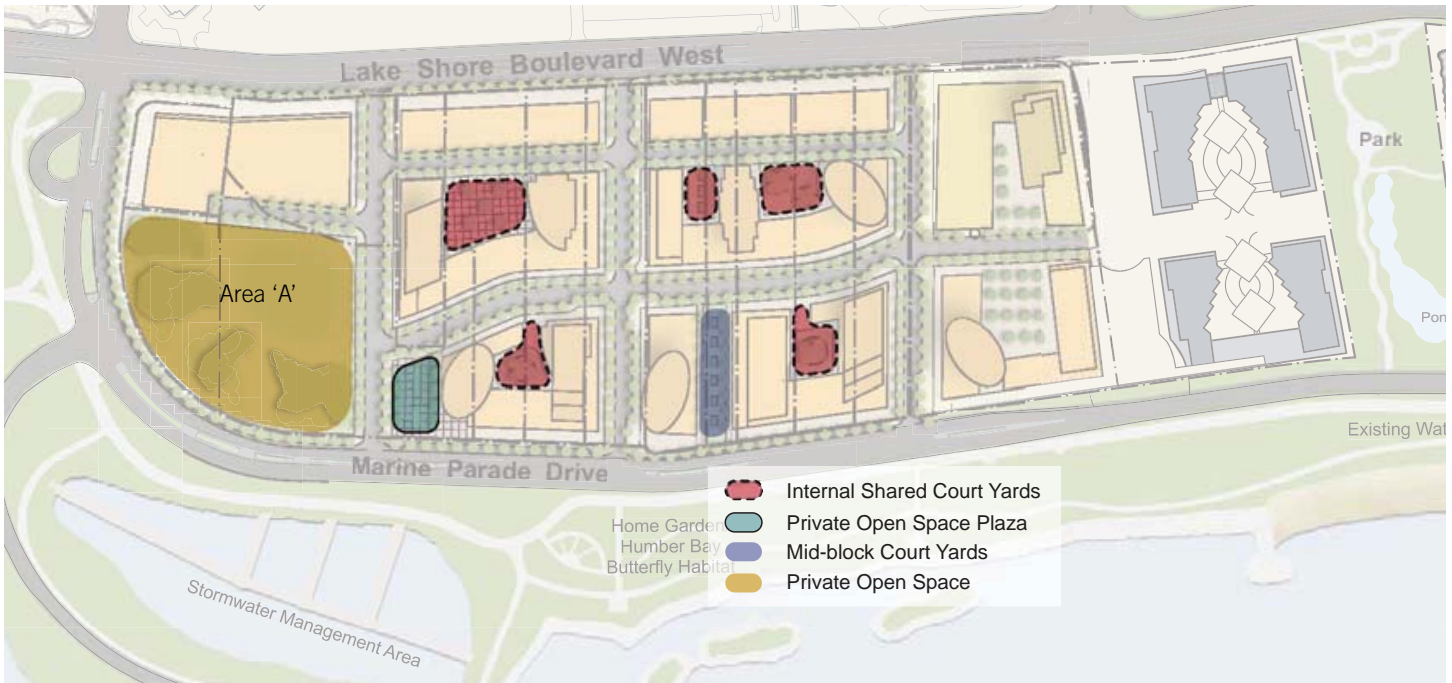 Lake Shore Boulevard West
Park
Area ‘A’
Pon
Existing Wat
Marine Parade Drive
Internal Shared Court Yards
Private Open Space Plaza
Mid-block Court Yards
Private Open Space
Home Garden
Humber Bay
Butterfly Habitat
Stormwater Management Area